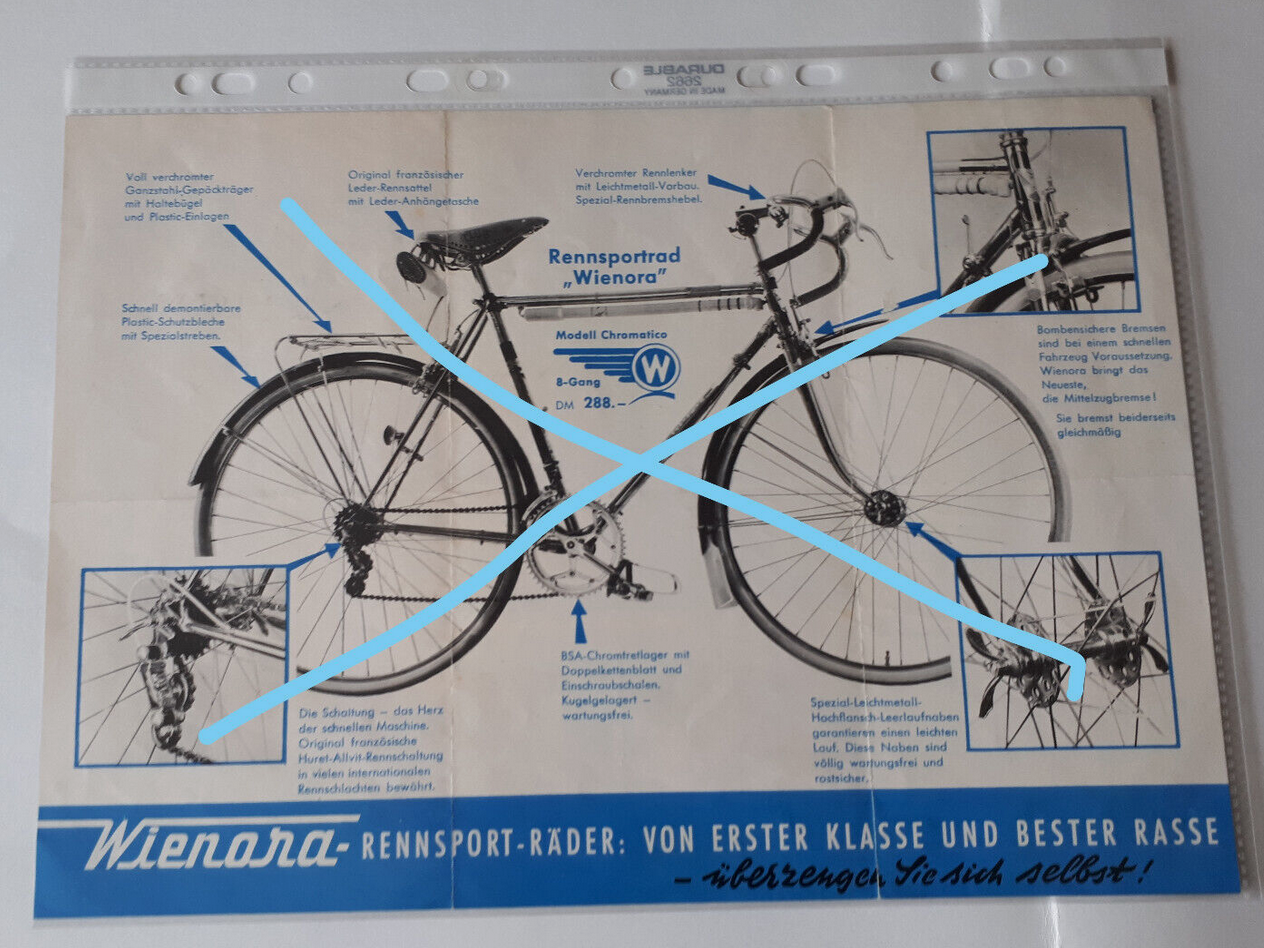 DURABLE
2662
MADE IN GERMANY
Voll verchromter
Ganzstahl-Gepäckträger
mit Haltebügel
und Plastic-Einlagen
Original französischer
Leder-Rennsattel
mit Leder-Anhängetasche
Verchromter Rennlenker
mit Leichtmetall-Vorbau.
Spezial-Rennbremshebel.
Rennsportrad
„Wienora”
Schnell demontierbare
Plastic-Schutzbleche
mit Spezialstreben.
Modell Chromatico
W
8-Gang
DM 288.–
Bombensichere Bremsen
sind bei einem schnellen
Fahrzeug Voraussetzung.
Wienora bringt das
Neueste,
die Mittelzugbremse!
Sie bremst beiderseits
gleichmäßig
Die Schaltung – das Herz
der schnellen Maschine.
Original französische
Huret-Allvit-Rennschaltung
in vielen internationalen
Rennschlachten bewährt.
BSA-Chromtretlager mit
Doppelkettenblatt und
Einschraubschalen.
Kugelgelagert –
wartungsfrei.
Spezial-Leichtmetall-
Hochflansch-Leerlaufnaben
garantieren einen leichten
Lauf. Diese Naben sind
völlig wartungsfrei und
rostsicher.
Wienora- RENNSPORT-RÄDER: VON ERSTER KLASSE UND BESTER RASSE
– überzeugen Sie sich selbst!